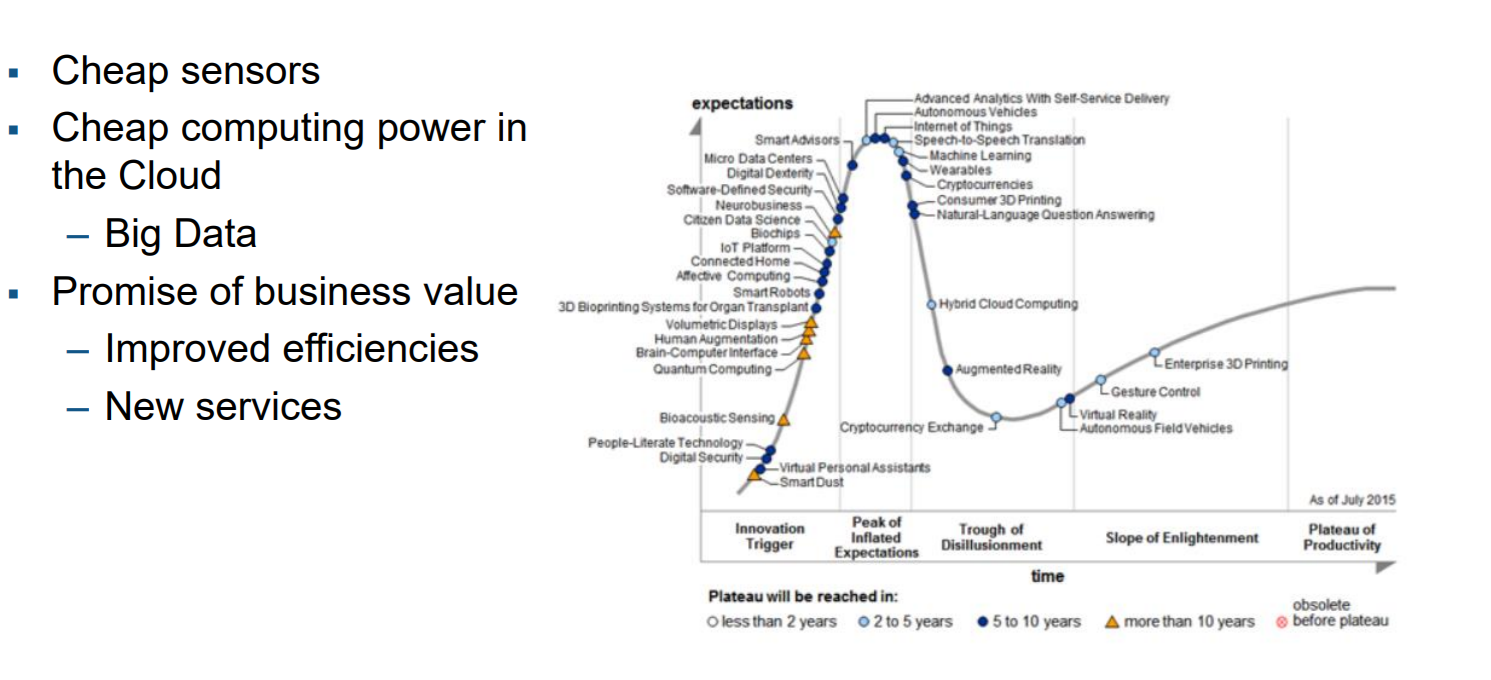 ▪ Cheap sensors
▪ Cheap computing power in
the Cloud
– Big Data
▪ Promise of business value
– Improved efficiencies
– New services
expectations
Advanced Analytics With Self-Service Delivery
Autonomous Vehicles
Internet of Things
Speech-to-Speech Translation
Machine Learning
Wearables
Cryptocurrencies
Consumer 3D Printing
Natural-Language Question Answering
Smart Advisors
Micro Data Centers
Digital Dexterity
Software-Defined Security
Neurobusiness
Citizen Data Science
Biochips
IoT Platform
Connected Home
Affective Computing
Smart Robots
3D Bioprinting Systems for Organ Transplant
Volumetric Displays
Human Augmentation
Brain-Computer Interface
Quantum Computing
Bioacoustic Sensing
People-Literate Technology
Digital Security
Virtual Personal Assistants
Smart Dust
Hybrid Cloud Computing
Augmented Reality
Cryptocurrency Exchange
Enterprise 3D Printing
Gesture Control
Virtual Reality
Autonomous Field Vehicles
As of July 2015
Innovation
Trigger
Peak of
Inflated
Expectations
Trough of
Disillusionment
Slope of Enlightenment
Plateau of
Productivity
time
Plateau will be reached in:
less than 2 years
2 to 5 years
5 to 10 years
more than 10 years
obsolete
before plateau